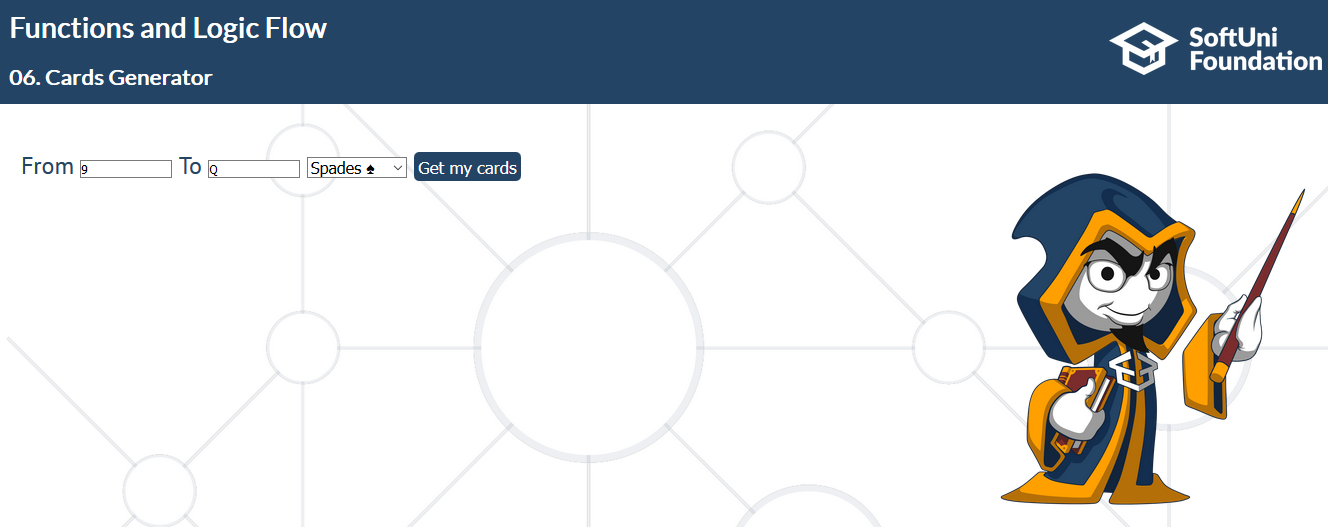 Functions and Logic Flow
06. Cards Generator
SoftUni
Foundation
From 9 To Q Spades ♠ Get my cards